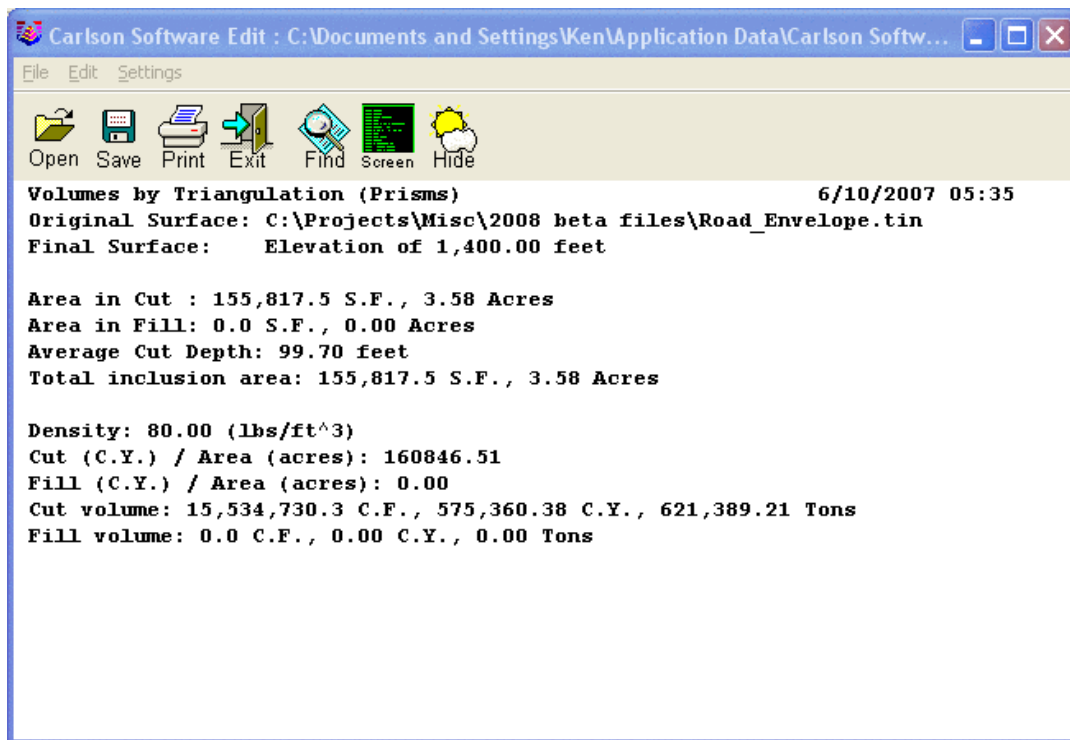 Carlson Software Edit : C:\Documents and Settings\Ken\Application Data\Carlson Softw...
File Edit Settings
Open Save Print Exit Find Screen Hide
Volumes by Triangulation (Prisms) 6/10/2007 05:35
Original Surface: C:\Projects\Misc\2008 beta files\Road_Envelope.tin
Final Surface: Elevation of 1,400.00 feet
Area in Cut : 155,817.5 S.F., 3.58 Acres
Area in Fill: 0.0 S.F., 0.00 Acres
Average Cut Depth: 99.70 feet
Total inclusion area: 155,817.5 S.F., 3.58 Acres
Density: 80.00 (lbs/ft^3)
Cut (C.Y.) / Area (acres): 160846.51
Fill (C.Y.) / Area (acres): 0.00
Cut volume: 15,534,730.3 C.F., 575,360.38 C.Y., 621,389.21 Tons
Fill volume: 0.0 C.F., 0.00 C.Y., 0.00 Tons